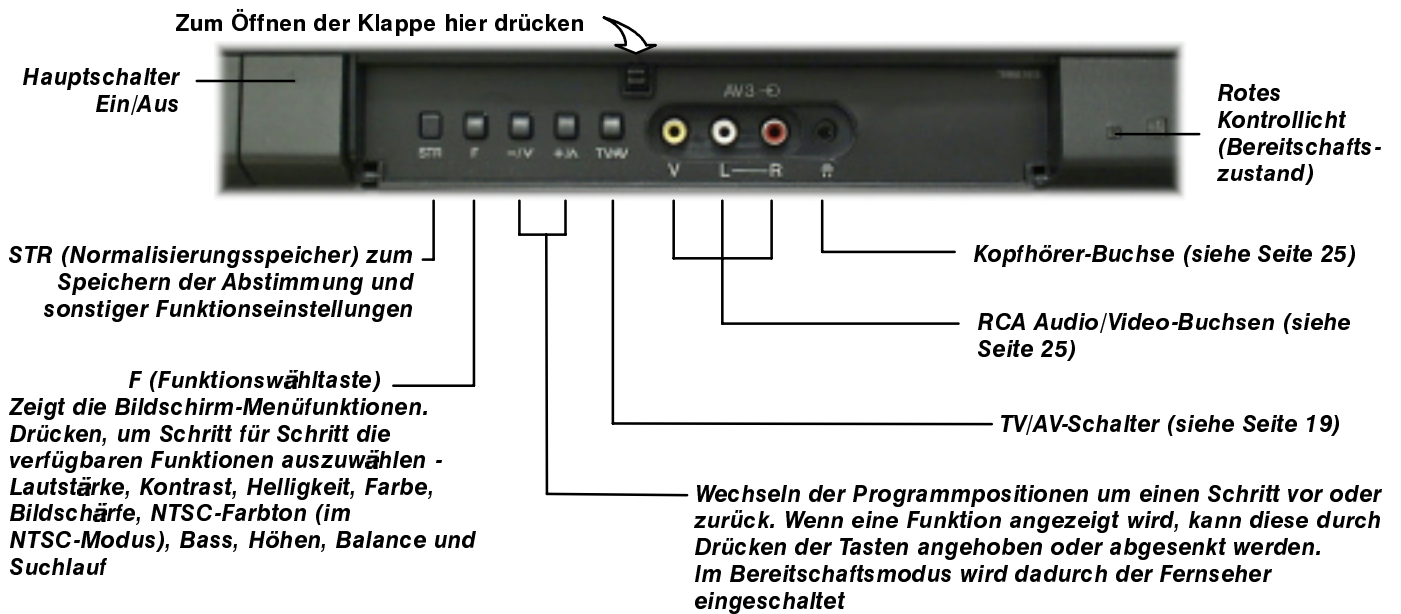 Zum Öffnen der Klappe hier drücken
Hauptschalter
Ein/Aus
AV3
STR
F
–/∨
+/∧
TV/AV
V
L
R
Rotes
Kontrollicht
(Bereitschafts-
zustand)
STR (Normalisierungsspeicher) zum
Speichern der Abstimmung und
sonstiger Funktionseinstellungen
Kopfhörer-Buchse (siehe Seite 25)
RCA Audio/Video-Buchsen (siehe
Seite 25)
F (Funktionswähltaste)
Zeigt die Bildschirm-Menüfunktionen.
Drücken, um Schritt für Schritt die
verfügbaren Funktionen auszuwählen -
Lautstärke, Kontrast, Helligkeit, Farbe,
Bildschärfe, NTSC-Farbton (im
NTSC-Modus), Bass, Höhen, Balance und
Suchlauf
TV/AV-Schalter (siehe Seite 19)
Wechseln der Programmpositionen um einen Schritt vor oder
zurück. Wenn eine Funktion angezeigt wird, kann diese durch
Drücken der Tasten angehoben oder abgesenkt werden.
Im Bereitschaftsmodus wird dadurch der Fernseher
eingeschaltet